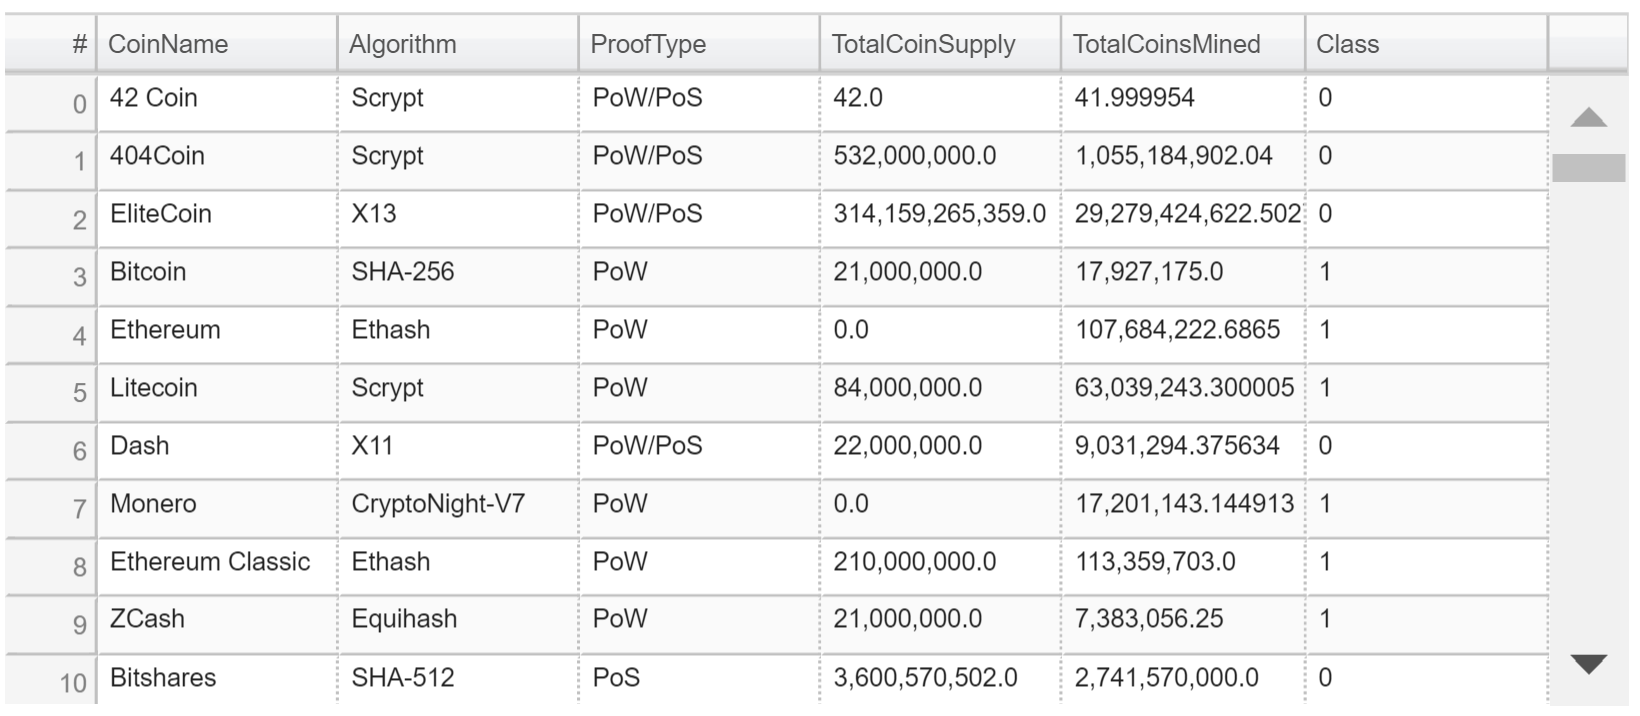 # CoinName Algorithm ProofType TotalCoinSupply TotalCoinsMined Class
0 42 Coin Scrypt PoW/PoS 42.0 41.999954 0
1 404Coin Scrypt PoW/PoS 532,000,000.0 1,055,184,902.04 0
2 EliteCoin X13 PoW/PoS 314,159,265,359.0 29,279,424,622.502 0
3 Bitcoin SHA-256 PoW 21,000,000.0 17,927,175.0 1
4 Ethereum Ethash PoW 0.0 107,684,222.6865 1
5 Litecoin Scrypt PoW 84,000,000.0 63,039,243.300005 1
6 Dash X11 PoW/PoS 22,000,000.0 9,031,294.375634 0
7 Monero CryptoNight-V7 PoW 0.0 17,201,143.144913 1
8 Ethereum Classic Ethash PoW 210,000,000.0 113,359,703.0 1
9 ZCash Equihash PoW 21,000,000.0 7,383,056.25 1
10 Bitshares SHA-512 PoS 3,600,570,502.0 2,741,570,000.0 0